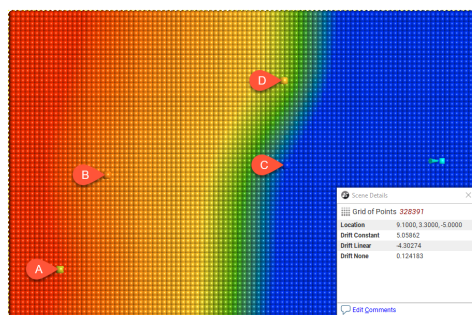 D
C
B
A
Scene Details
Grid of Points 328391
Location 9.1000, 3.3000, -5.0000
Drift Constant 5.05862
Drift Linear -4.30274
Drift None 0.124183
Edit Comments